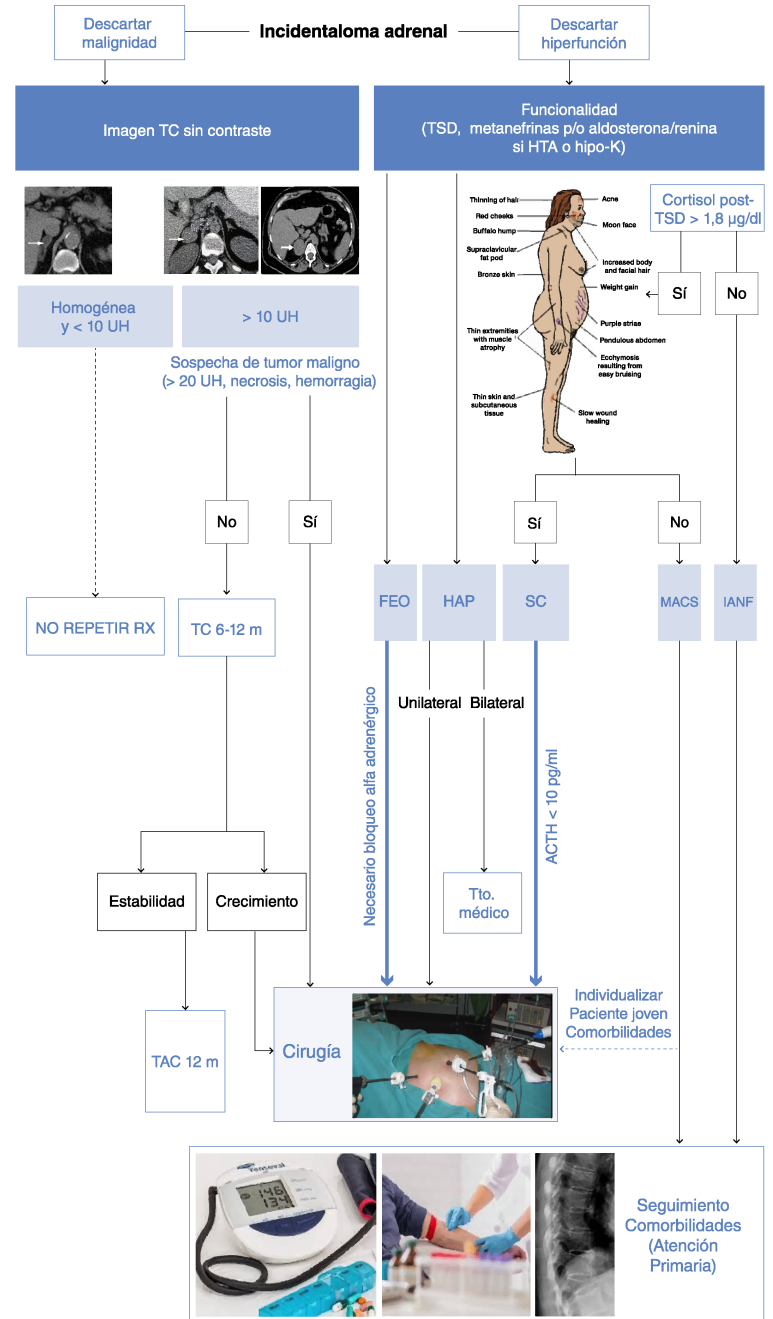 Descartar
malignidad
Incidentaloma adrenal
Descartar
hiperfunción
Imagen TC sin contraste
Funcionalidad
(TSD, metanefrinas p/o aldosterona/renina
si HTA o hipo-K)
Thinning of hair
Red cheeks
Buffalo hump
Supraclavicular
fat pod
Bronze skin
Thin extremities
with muscle
atrophy
Thin skin and
subcutaneous
tissue
Acne
Moon face
Increased body
and facial hair
Weight gain
Purple striae
Pendulous abdomen
Ecchymosis
resulting from
easy bruising
Slow wound
healing
Cortisol post-
TSD > 1,8 µg/dl
Sí
No
Homogénea
y < 10 UH
> 10 UH
Sospecha de tumor maligno
(> 20 UH, necrosis, hemorragia)
No
Sí
Sí
No
NO REPETIR RX
TC 6-12 m
FEO
HAP
SC
MACS
IANF
Necesario bloqueo alfa adrenérgico
Unilateral
Bilateral
ACTH < 10 pg/ml
Tto.
médico
Estabilidad
Crecimiento
TAC 12 m
Cirugía
Individualizar
Paciente joven
Comorbilidades
146
134
Seguimiento
Comorbilidades
(Atención
Primaria)